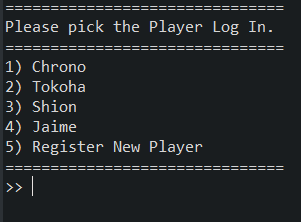 ===============================
Please pick the Player Log In.
===============================
1) Chrono
2) Tokoha
3) Shion
4) Jaime
5) Register New Player
===============================
>>